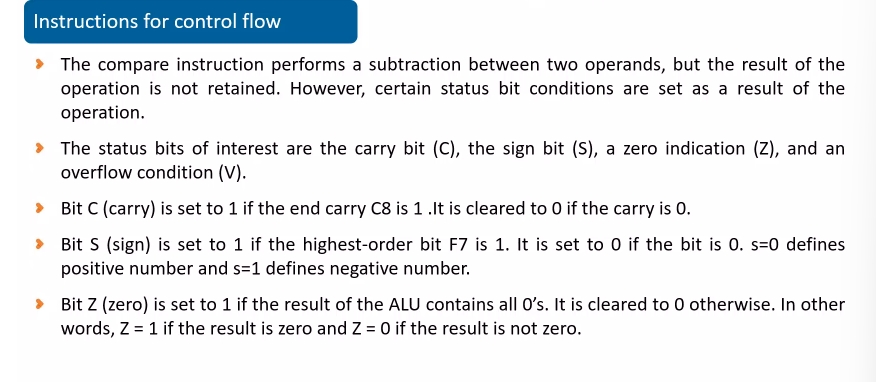 Instructions for control flow
The compare instruction performs a subtraction between two operands, but the result of the
operation is not retained. However, certain status bit conditions are set as a result of the
operation.
The status bits of interest are the carry bit (C), the sign bit (S), a zero indication (Z), and an
overflow condition (V).
Bit C (carry) is set to 1 if the end carry C8 is 1 .It is cleared to 0 if the carry is 0.
Bit S (sign) is set to 1 if the highest-order bit F7 is 1. It is set to 0 if the bit is 0. s=0 defines
positive number and s=1 defines negative number.
Bit Z (zero) is set to 1 if the result of the ALU contains all 0’s. It is cleared to 0 otherwise. In other
words, Z = 1 if the result is zero and Z = 0 if the result is not zero.